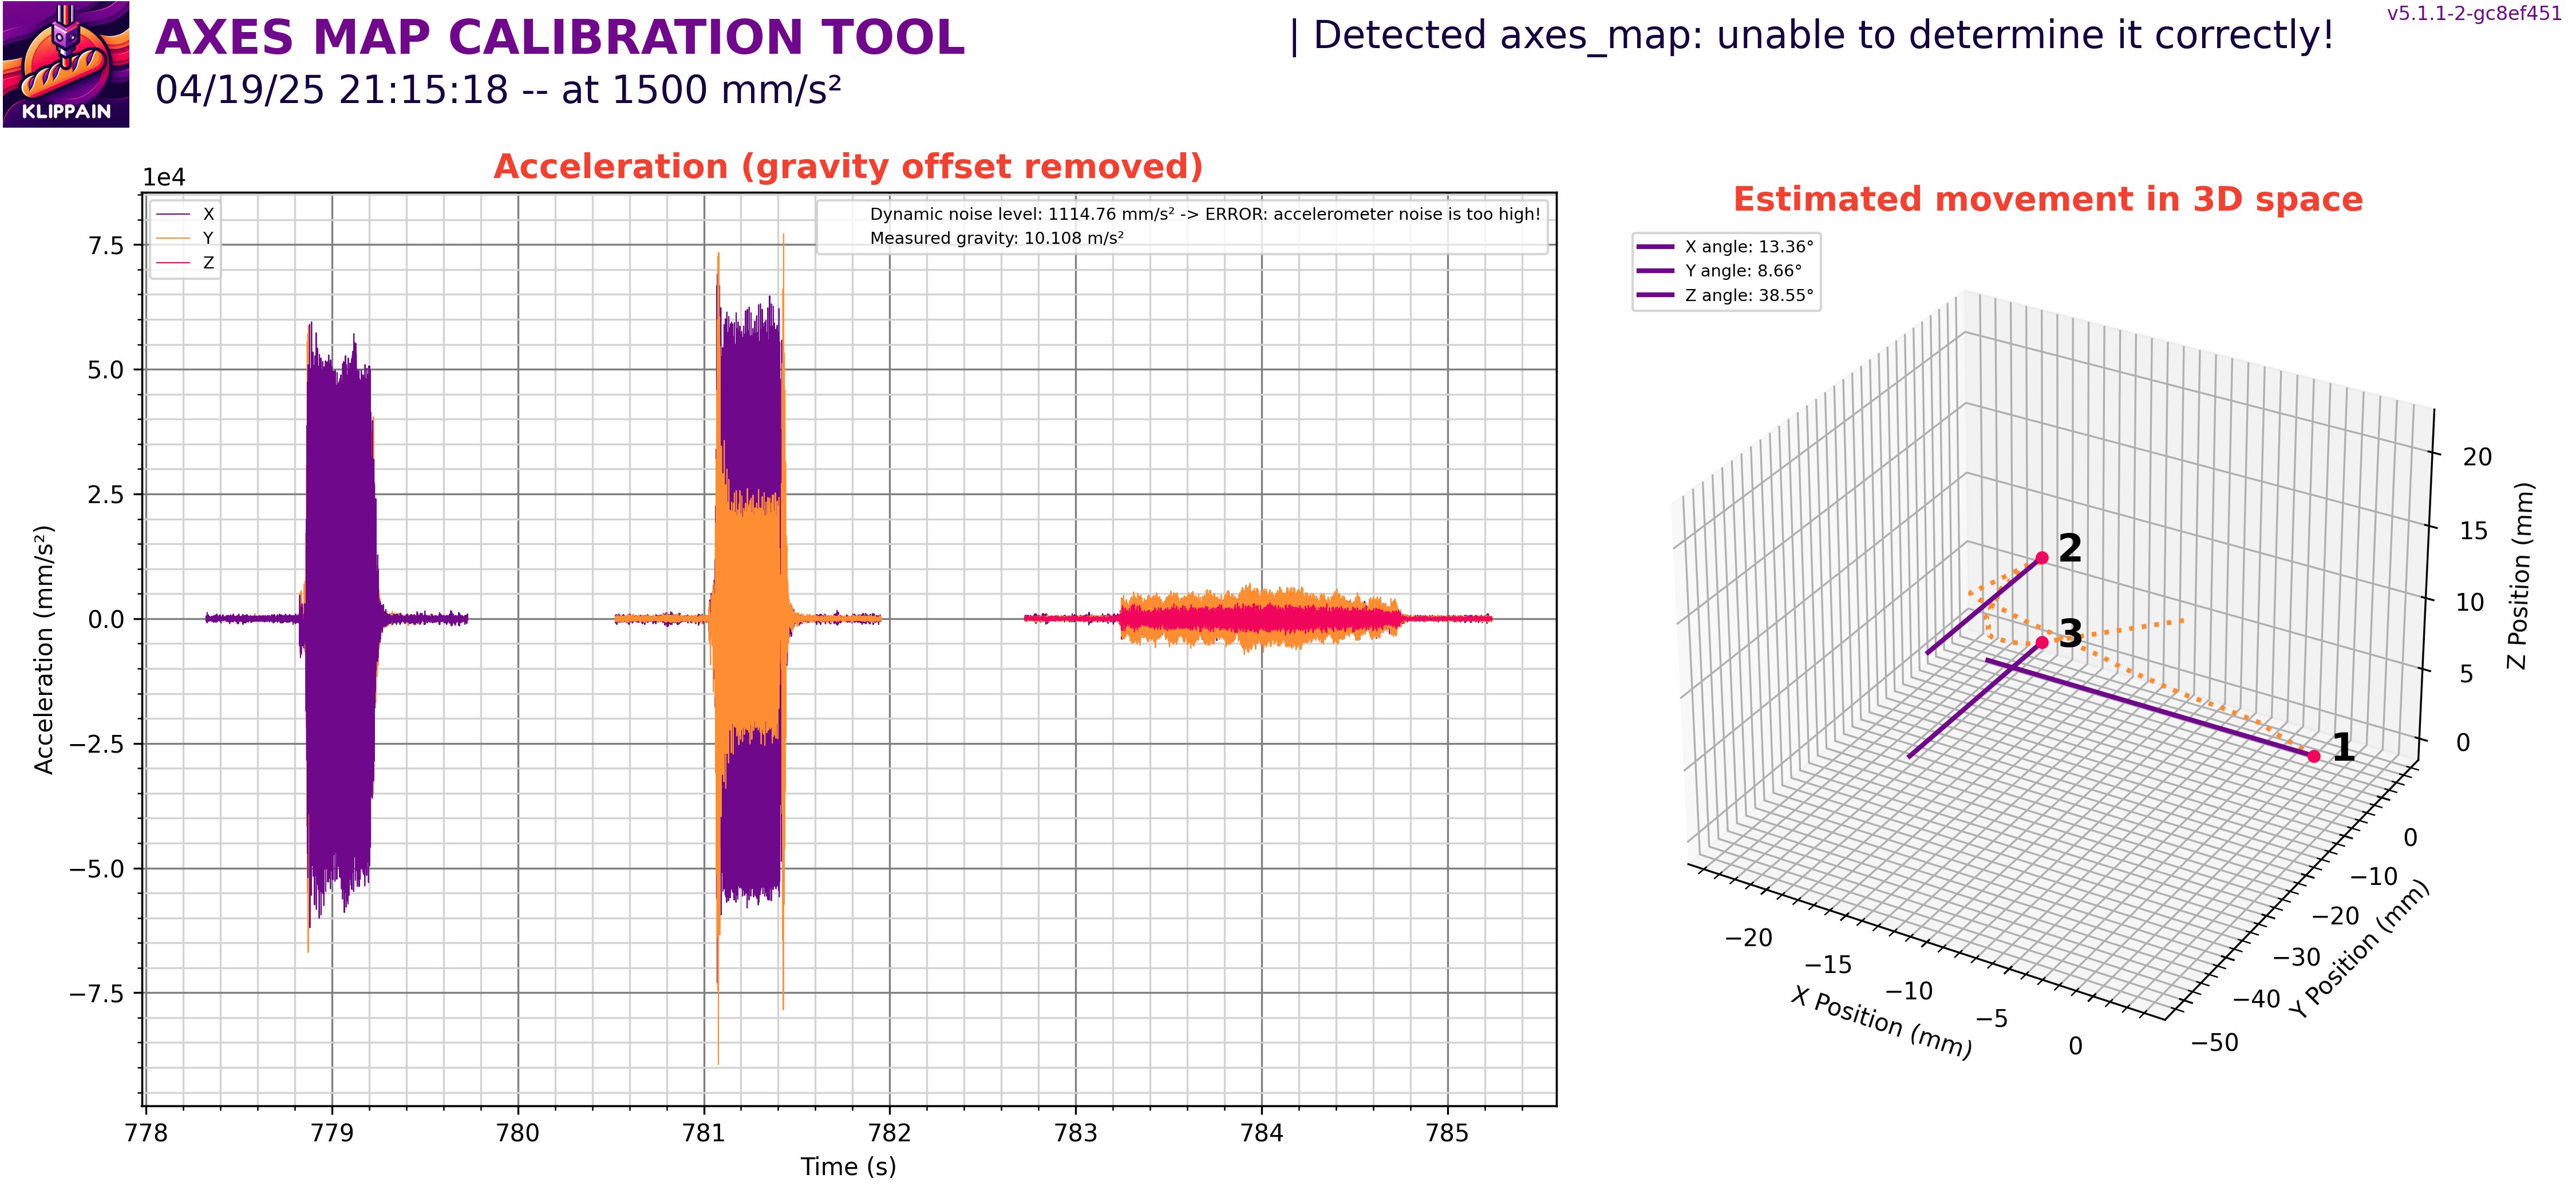 AXES MAP CALIBRATION TOOL
| Detected axes_map: unable to determine it correctly!
v5.1.1-2-gc8ef451
04/19/25 21:15:18 -- at 1500 mm/s²
KLIPPAIN
Acceleration (gravity offset removed)
1e4
X
Y
Z
Dynamic noise level: 1114.76 mm/s² -> ERROR: accelerometer noise is too high!
Measured gravity: 10.108 m/s²
7.5
5.0
2.5
0.0
−2.5
−5.0
−7.5
Acceleration (mm/s²)
778
779
780
781
782
783
784
785
Time (s)
Estimated movement in 3D space
X angle: 13.36°
Y angle: 8.66°
Z angle: 38.55°
2
3
1
20
15
10
5
0
Z Position (mm)
0
−10
−20
−30
−40
−50
Y Position (mm)
−20
−15
−10
−5
0
X Position (mm)